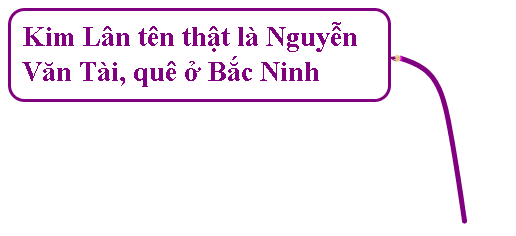 Kim Lân tên thật là Nguyễn
Văn Tài, quê ở Bắc Ninh